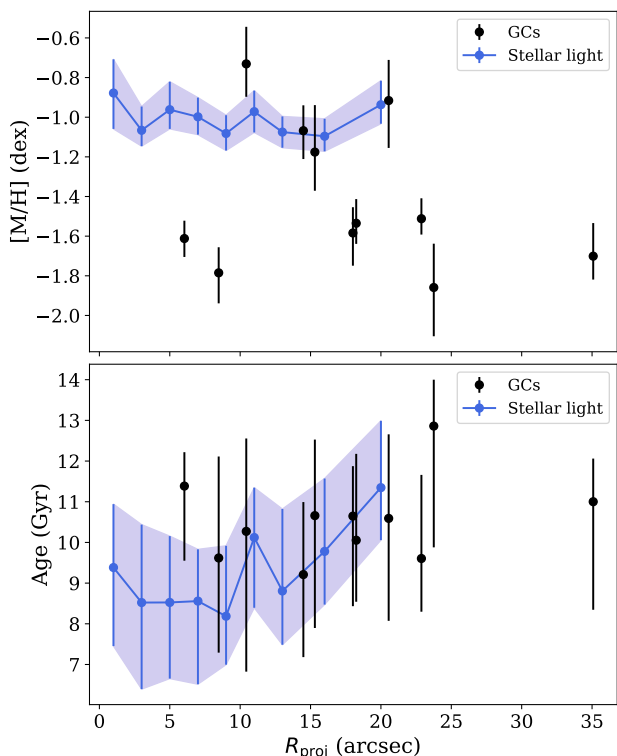 −0.6
−0.8
−1.0
−1.2
−1.4
−1.6
−1.8
−2.0
[M/H] (dex)
GCs
Stellar light
14
13
12
11
10
9
8
7
Age (Gyr)
GCs
Stellar light
0 5 10 15 20 25 30 35
R_proj (arcsec)